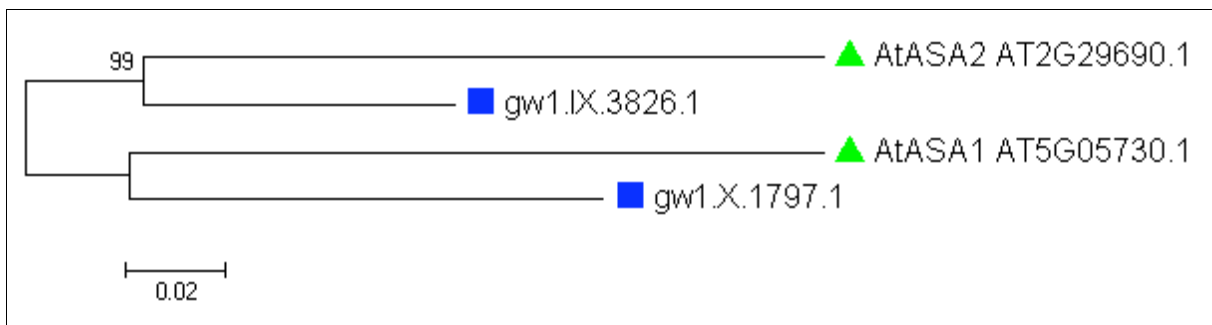 99
AtASA2 AT2G29690.1
gw1.IX.3826.1
AtASA1 AT5G05730.1
gw1.X.1797.1
0.02